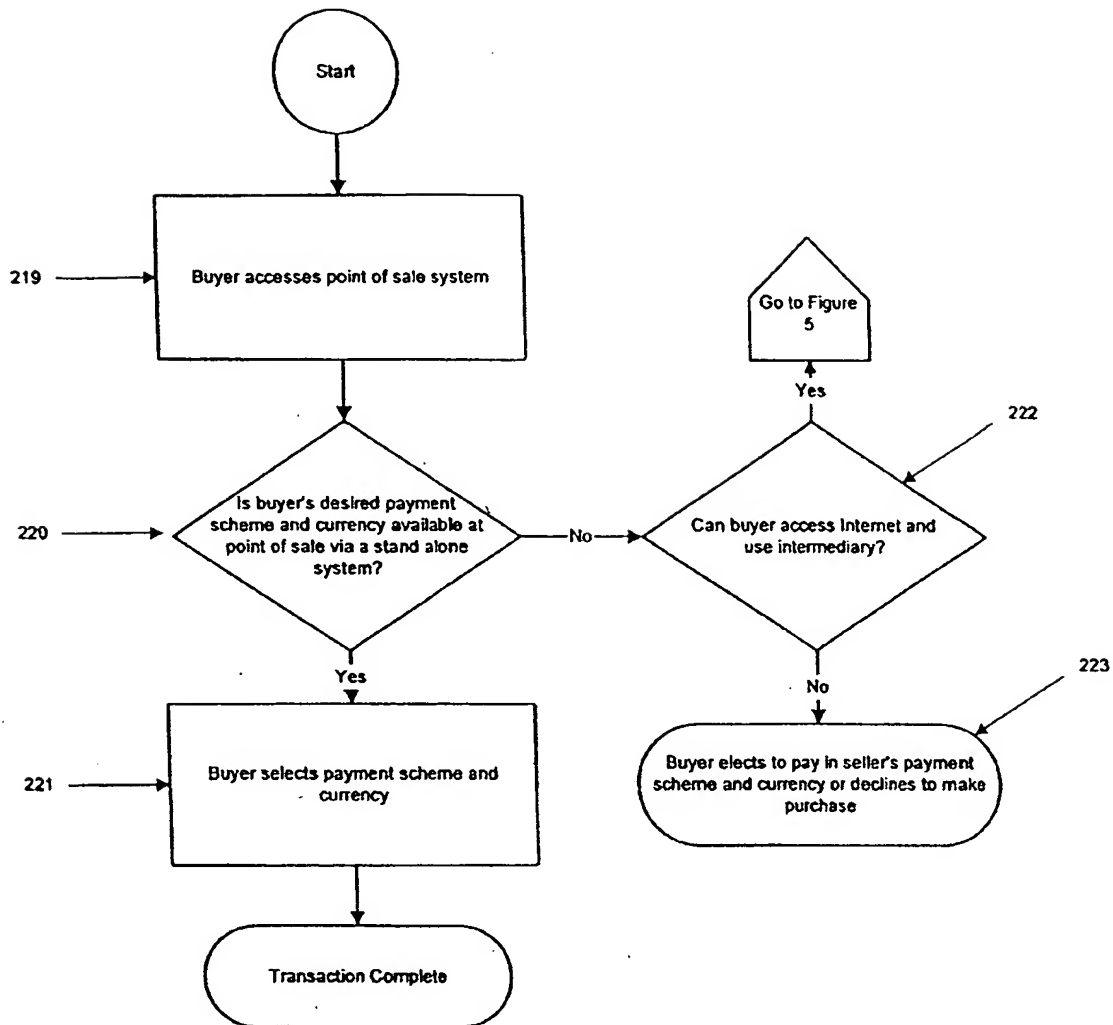 Start
219
Buyer accesses point of sale system
Go to Figure
5
Yes
222
220
Is buyer's desired payment
scheme and currency available at
point of sale via a stand alone
system?
No
Can buyer access Internet and
use intermediary?
Yes
No
223
221
Buyer selects payment scheme and
currency
Buyer elects to pay in seller's payment
scheme and currency or declines to make
purchase
Transaction Complete